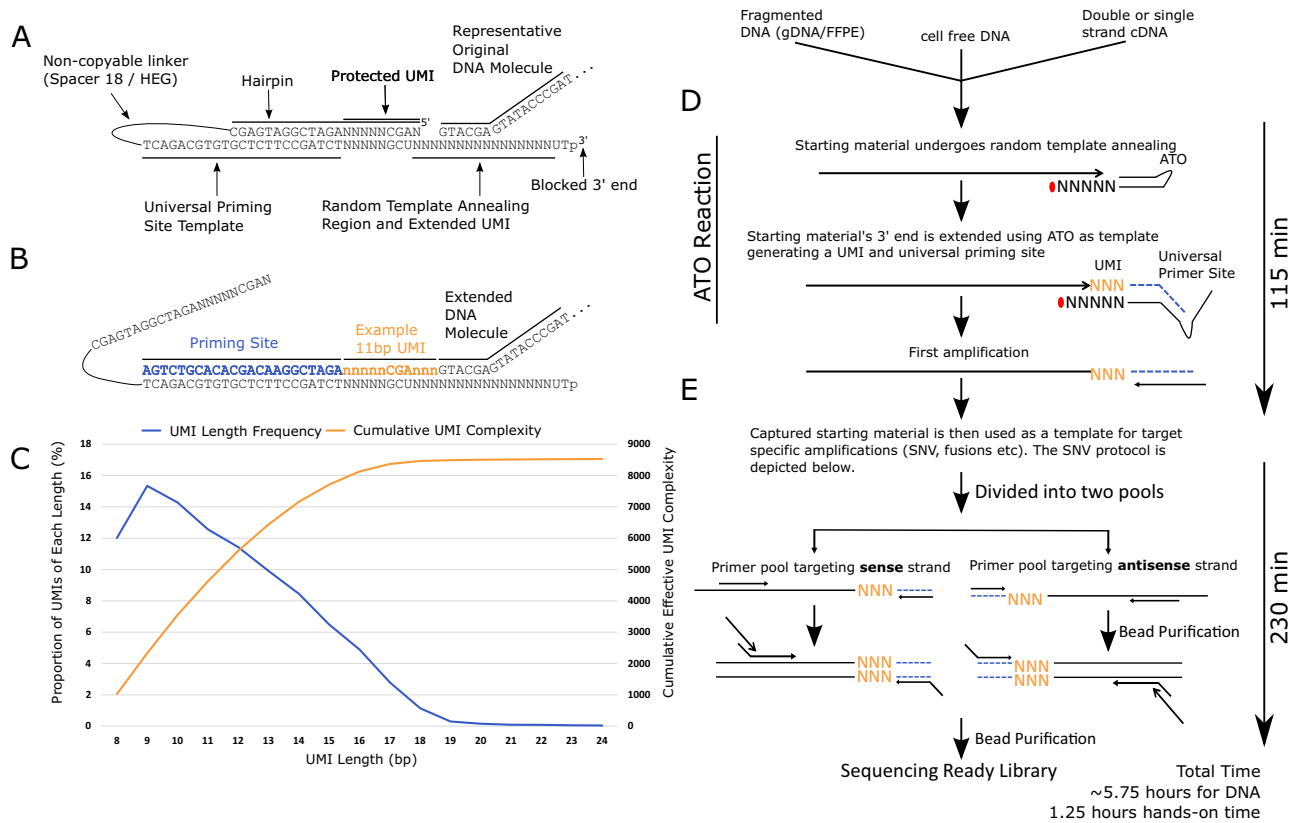 A
Non-copyable linker
(Spacer 18 / HEG)
Hairpin
Protected UMI
Representative
Original
DNA Molecule
CGAGTAGGCTAGANNNNNCGAN
5'
GTACGA
GTATACCCGAT...
TCAGACGTGTGCTCTTCCGATCTNNNNNGCUNNNNNNNNNNNNNNNNUTp
3'
Blocked 3' end
Universal Priming
Site Template
Random Template Annealing
Region and Extended UMI
B
CGAGTAGGCTAGANNNNNCGAN
Priming Site
Example
11bp UMI
Extended
DNA
Molecule
AGTCTGCACACGACAAGGCTAGAnnnnnCGAnnnGTACGA
GTATACCCGAT...
TCAGACGTGTGCTCTTCCGATCTNNNNNGCUNNNNNNNNNNNNNNNNUTp
C
UMI Length Frequency
Cumulative UMI Complexity
Proportion of UMIs of Each Length (%)
18
16
14
12
10
8
6
4
2
0
9000
8000
7000
6000
5000
4000
3000
2000
1000
0
Cumulative Effective UMI Complexity
8 9 10 11 12 13 14 15 16 17 18 19 20 21 22 23 24
UMI Length (bp)
Fragmented
DNA (gDNA/FFPE)
cell free DNA
Double or single
strand cDNA
D
ATO Reaction
Starting material undergoes random template annealing
ATO
NNNNN
Starting material's 3' end is extended using ATO as template
generating a UMI and universal priming site
UMI
Universal
Primer Site
NNN
NNNNN
First amplification
NNN
115 min
E
Captured starting material is then used as a template for target
specific amplifications (SNV, fusions etc). The SNV protocol is
depicted below.
Divided into two pools
Primer pool targeting sense strand
Primer pool targeting antisense strand
NNN
NNN
Bead Purification
NNN
NNN
NNN
NNN
Bead Purification
Sequencing Ready Library
230 min
Total Time
~5.75 hours for DNA
1.25 hours hands-on time